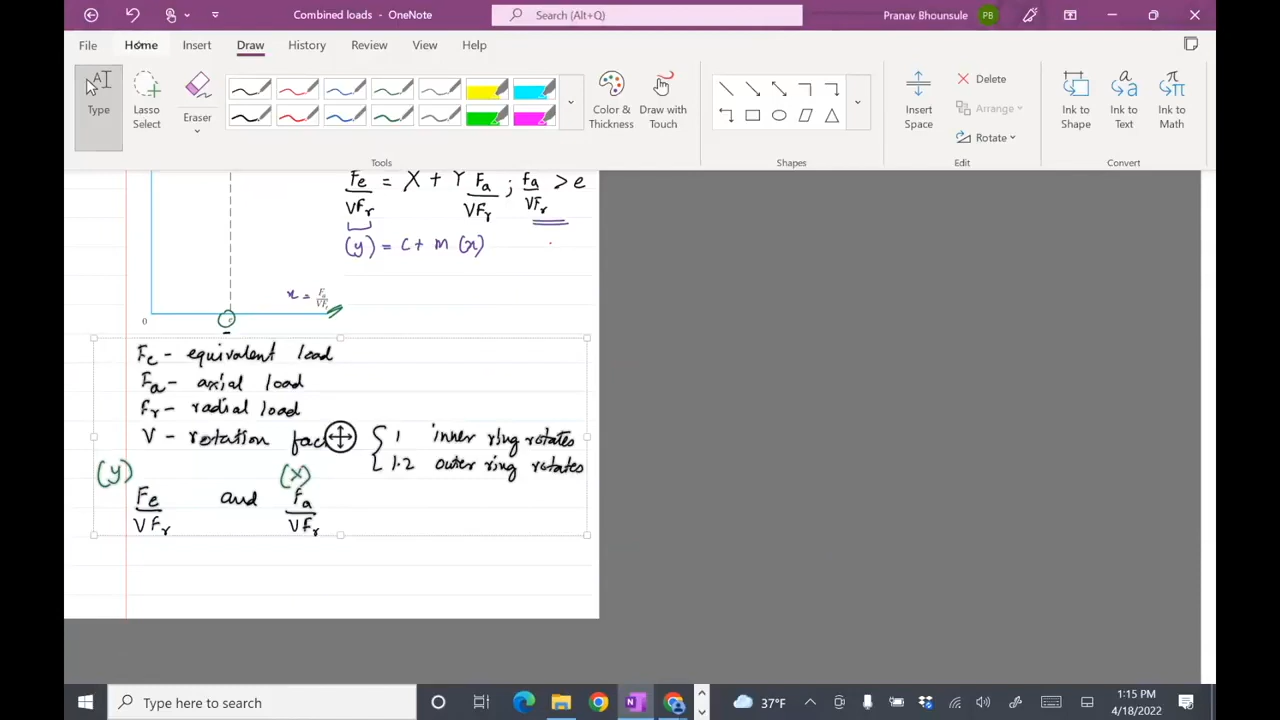 Combined loads - OneNote
Search (Alt+Q)
Pranav Bhounsule PB
File Home Insert Draw History Review View Help
Type
Lasso Select
Eraser
Color & Thickness
Draw with Touch
Insert Space
Delete
Arrange
Rotate
Ink to Shape
Ink to Text
Ink to Math
Tools Shapes Edit Convert
Fe/VFr = X + Y Fa/VFr ; fa/VFr > e
(y) = c + m (x)
x = Fa/VFr
0
Fe - equivalent load
Fa - axial load
Fr - radial load
V - rotation fac { 1 inner ring rotates
1.2 outer ring rotates
(y) (x)
Fe/VFr and Fa/VFr
Type here to search
37°F
1:15 PM
4/18/2022